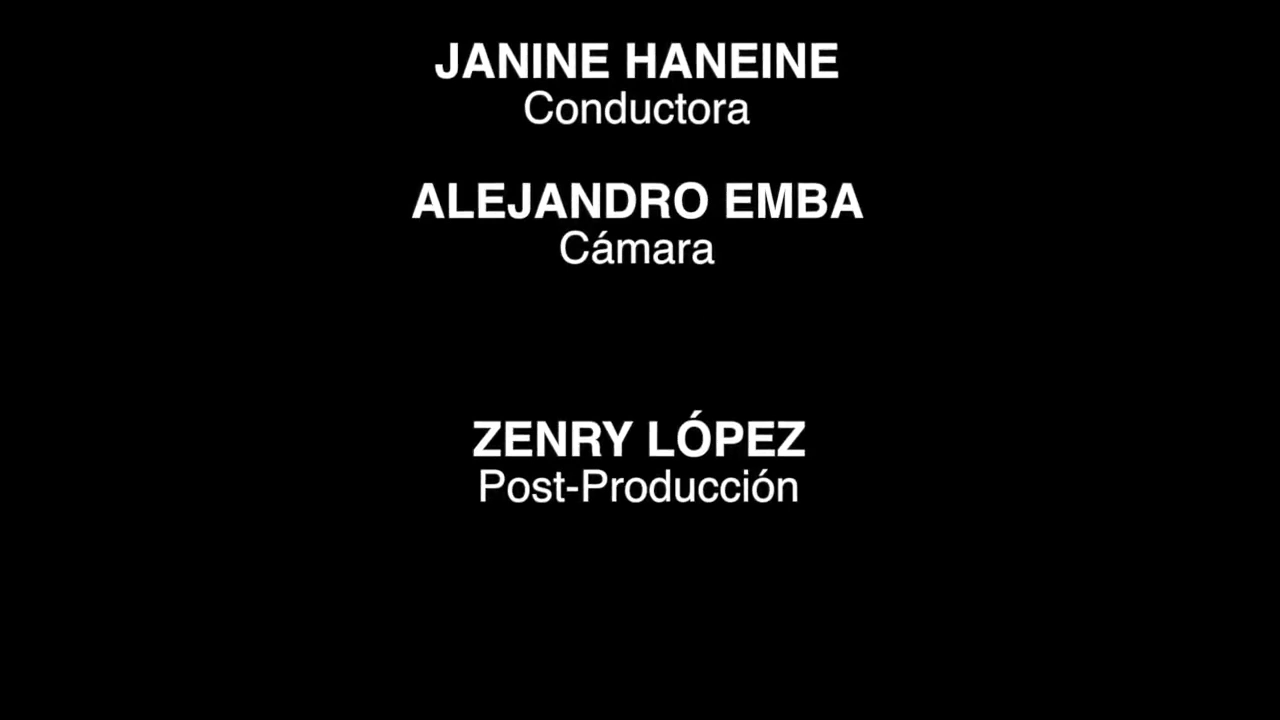 JANINE HANEINE
Conductora
ALEJANDRO EMBA
Cámara
ZENRY LÓPEZ
Post-Producción